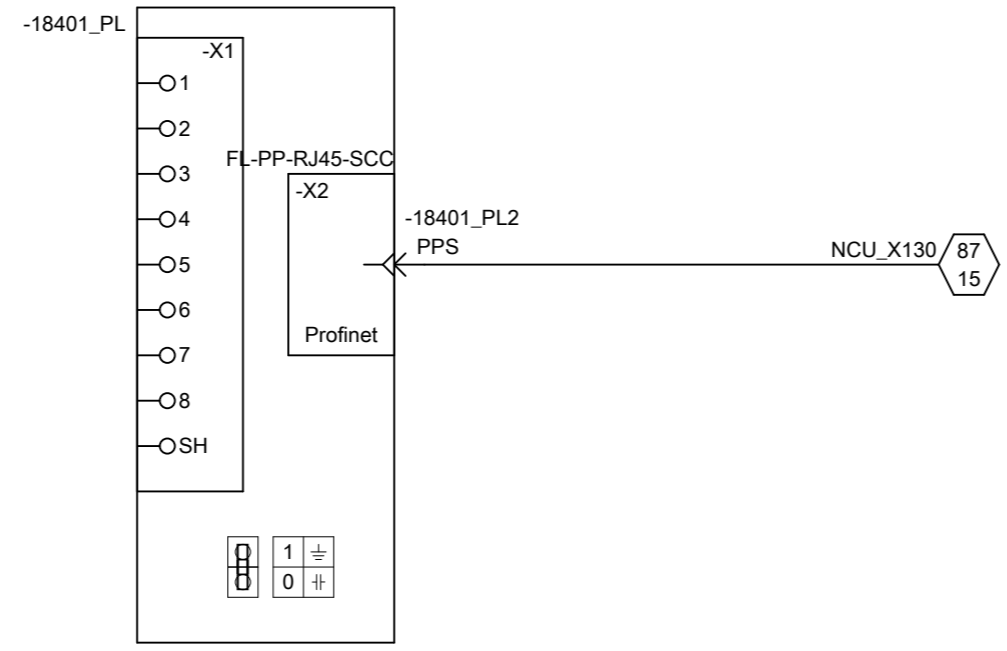 -18401_PL
-X1
1
2
3
4
5
6
7
8
SH
FL-PP-RJ45-SCC
-X2
Profinet
-18401_PL2
PPS
NCU_X130
87
15
1
0